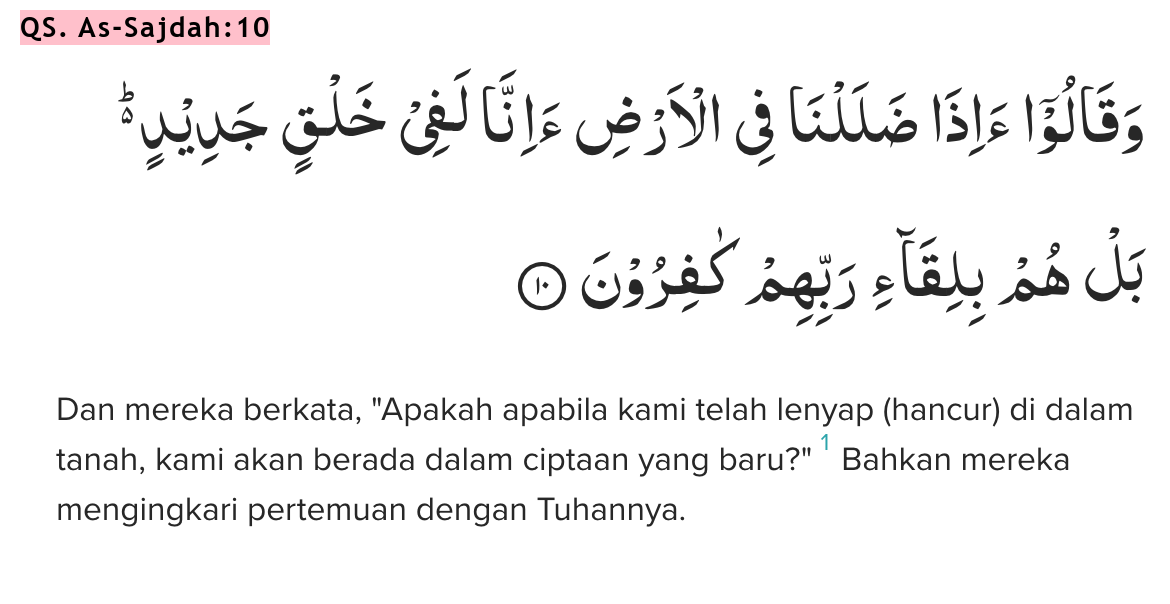 QS. As-Sajdah:10
وَقَالُوْٓا ءَاِذَا ضَلَلْنَا فِى الْاَرْضِ ءَاِنَّا لَفِيْ خَلْقٍ جَدِيْدٍ ەۗ
بَلْ هُمْ بِلِقَاۤءِ رَبِّهِمْ كٰفِرُوْنَ ١٠
Dan mereka berkata, "Apakah apabila kami telah lenyap (hancur) di dalam
tanah, kami akan berada dalam ciptaan yang baru?" 1 Bahkan mereka
mengingkari pertemuan dengan Tuhannya.